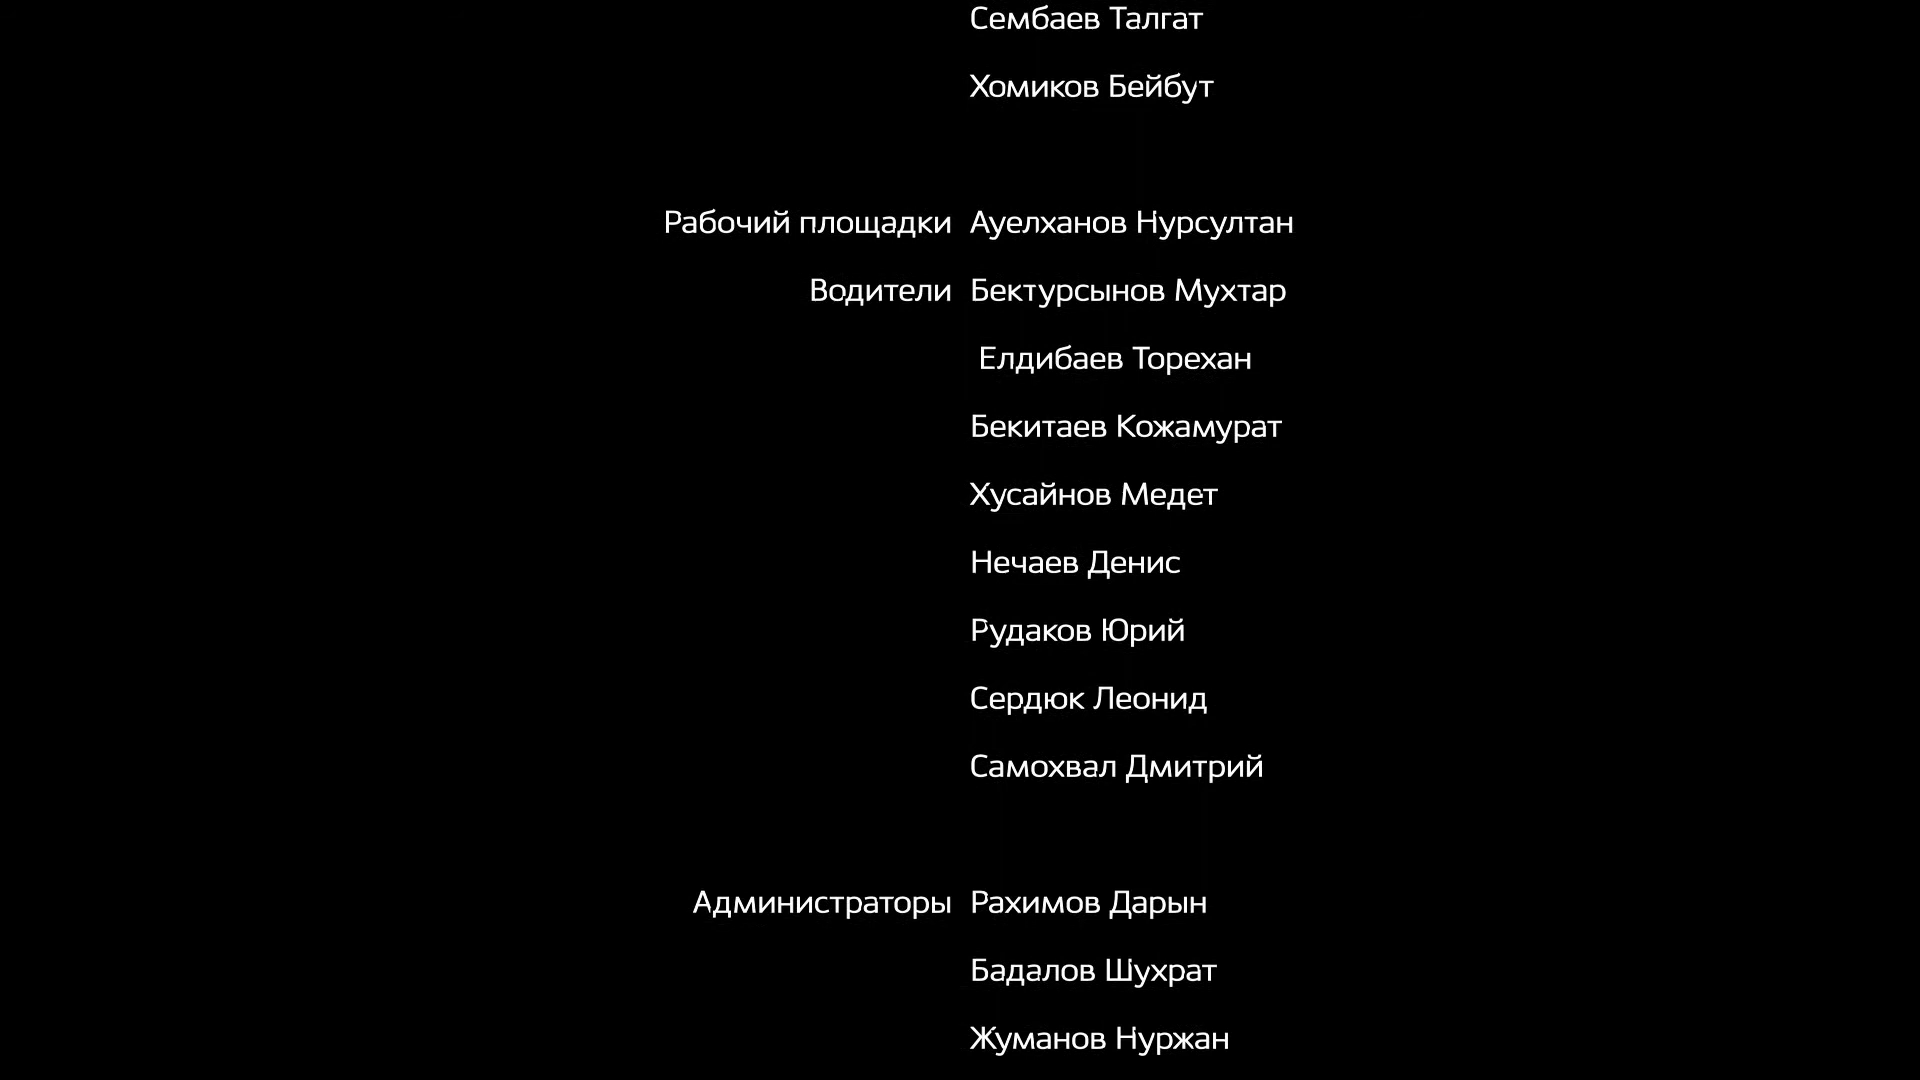 Сембаев Талгат
Хомиков Бейбут
Рабочий площадки Ауелханов Нурсултан
Водители Бектурсынов Мухтар
Елдибаев Торехан
Бекитаев Кожамурат
Хусайнов Медет
Нечаев Денис
Рудаков Юрий
Сердюк Леонид
Самохвал Дмитрий
Администраторы Рахимов Дарын
Бадалов Шухрат
Жуманов Нуржан